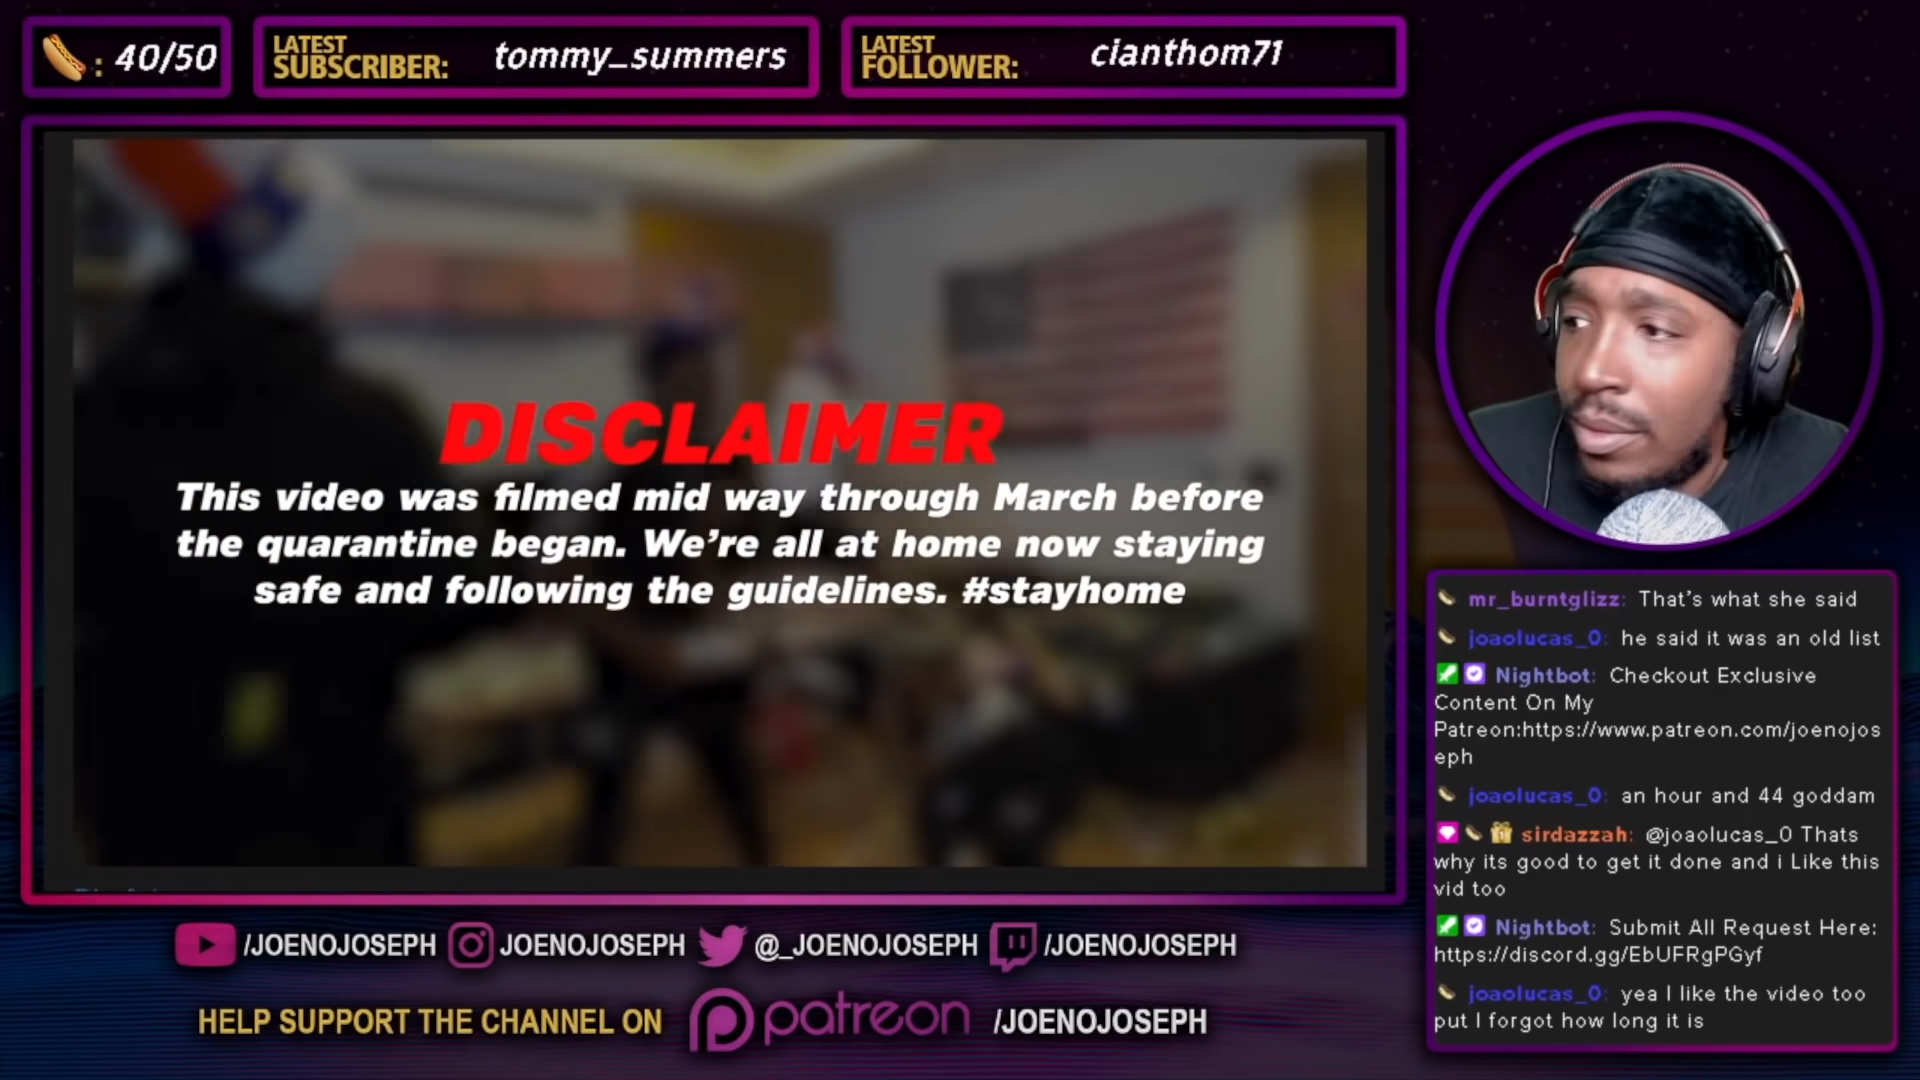 : 40/50
LATEST
SUBSCRIBER:
tommy_summers
LATEST
FOLLOWER:
cianthom71
DISCLAIMER
This video was filmed mid way through March before
the quarantine began. We're all at home now staying
safe and following the guidelines. #stayhome
mr_burntglizz: That's what she said
joaolucas_0: he said it was an old list
Nightbot: Checkout Exclusive
Content On My
Patreon:https://www.patreon.com/joenojos
eph
joaolucas_0: an hour and 44 goddam
sirdazzah: @joaolucas_0 Thats
why its good to get it done and i Like this
vid too
Nightbot: Submit All Request Here:
https://discord.gg/EbUFRgPGyf
joaolucas_0: yea I like the video too
put I forgot how long it is
/JOENOJOSEPH
JOENOJOSEPH
@_JOENOJOSEPH
/JOENOJOSEPH
HELP SUPPORT THE CHANNEL ON
patreon
/JOENOJOSEPH